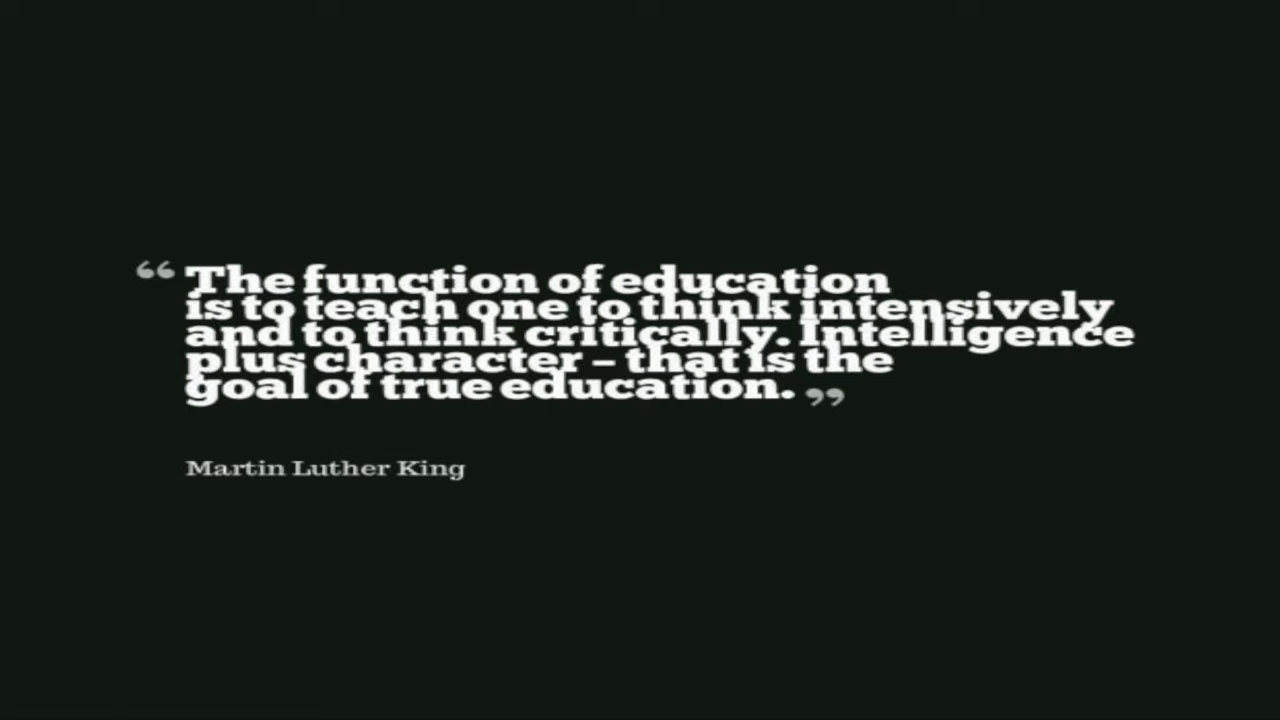 “The function of education
is to teach one to think intensively
and to think critically. Intelligence
plus character – that is the
goal of true education.”
Martin Luther King